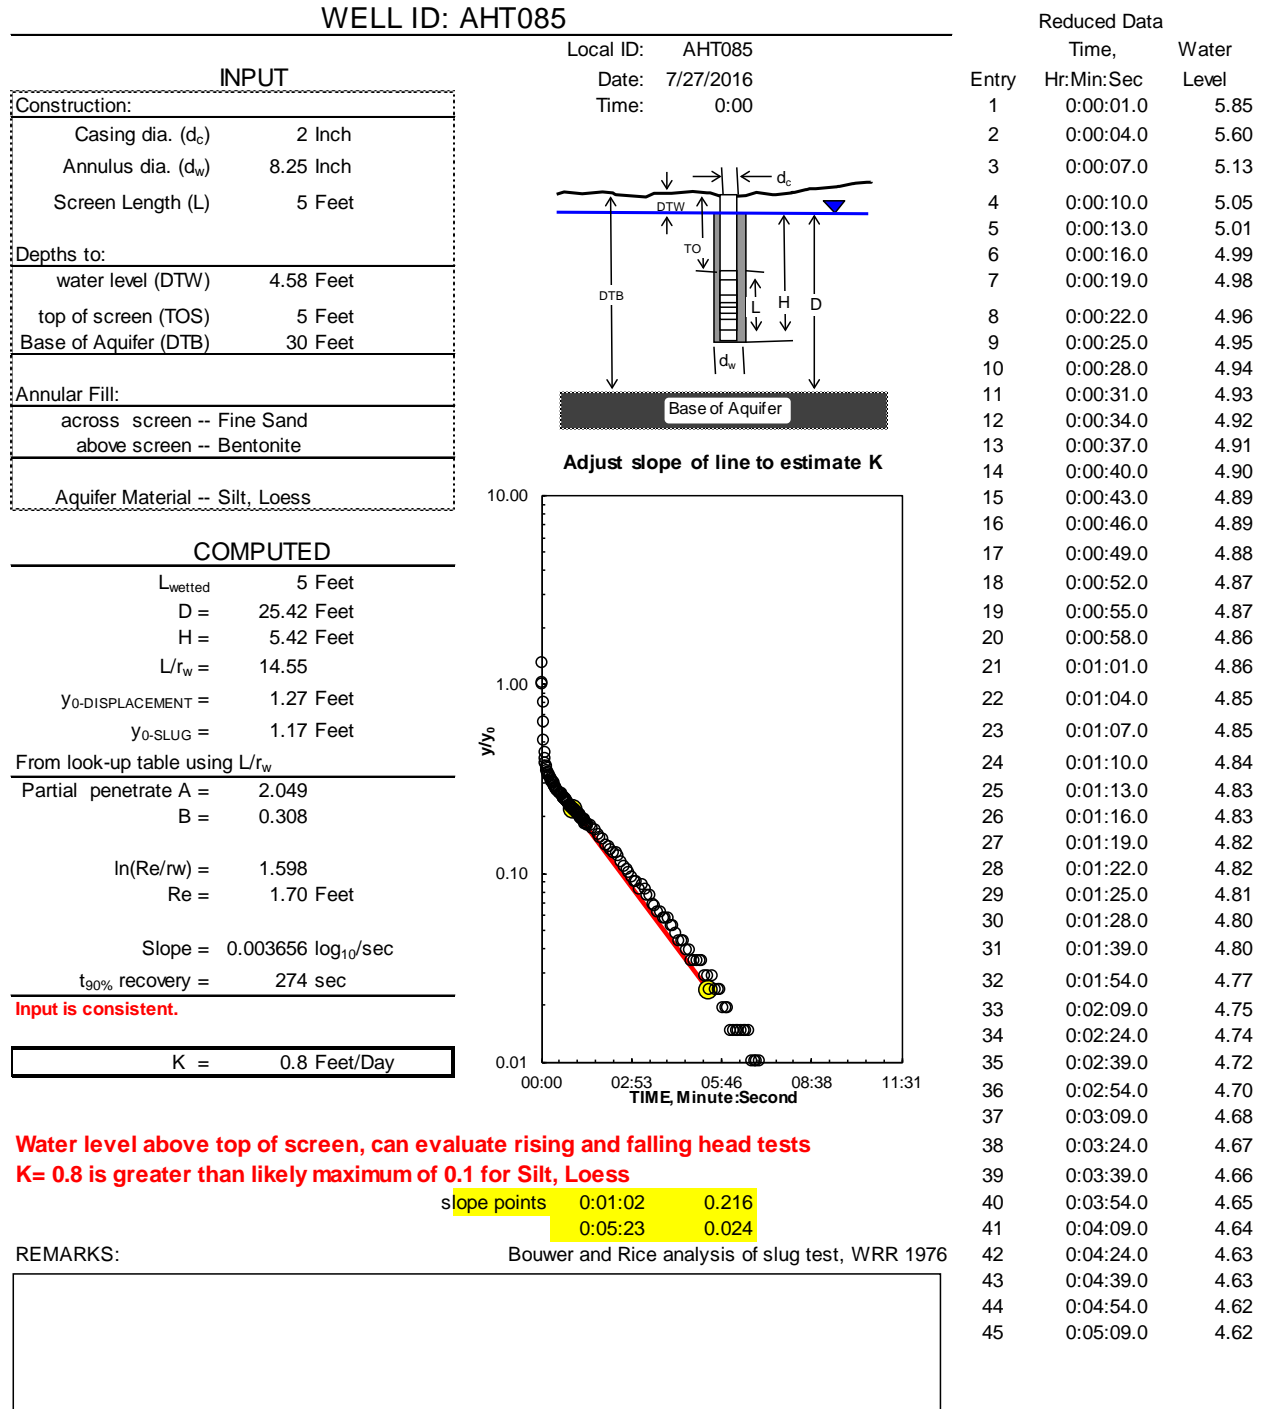 WELL ID: AHT085
Local ID: AHT085
INPUT
Date: 7/27/2016
Construction:
Time: 0:00
Casing dia. (dc) 2 Inch
Annulus dia. (dw) 8.25 Inch
Screen Length (L) 5 Feet
Depths to:
water level (DTW) 4.58 Feet
top of screen (TOS) 5 Feet
Base of Aquifer (DTB) 30 Feet
Annular Fill:
across screen -- Fine Sand
above screen -- Bentonite
Aquifer Material -- Silt, Loess
COMPUTED
Lwetted 5 Feet
D = 25.42 Feet
H = 5.42 Feet
L/rw = 14.55
y0-DISPLACEMENT = 1.27 Feet
y0-SLUG = 1.17 Feet
From look-up table using L/rw
Partial penetrate A = 2.049
B = 0.308
ln(Re/rw) = 1.598
Re = 1.70 Feet
Slope = 0.003656 log10/sec
t90% recovery = 274 sec
Input is consistent.
K = 0.8 Feet/Day
dc
DTW
TO
DTB
L
H
D
dw
Base of Aquifer
Adjust slope of line to estimate K
10.00
1.00
0.10
0.01
y/y0
00:00 02:53 05:46 08:38 11:31
TIME, Minute:Second
Water level above top of screen, can evaluate rising and falling head tests
K= 0.8 is greater than likely maximum of 0.1 for Silt, Loess
slope points 0:01:02 0.216
0:05:23 0.024
REMARKS:
Bouwer and Rice analysis of slug test, WRR 1976
Reduced Data
Time, Water
Entry Hr:Min:Sec Level
1 0:00:01.0 5.85
2 0:00:04.0 5.60
3 0:00:07.0 5.13
4 0:00:10.0 5.05
5 0:00:13.0 5.01
6 0:00:16.0 4.99
7 0:00:19.0 4.98
8 0:00:22.0 4.96
9 0:00:25.0 4.95
10 0:00:28.0 4.94
11 0:00:31.0 4.93
12 0:00:34.0 4.92
13 0:00:37.0 4.91
14 0:00:40.0 4.90
15 0:00:43.0 4.89
16 0:00:46.0 4.89
17 0:00:49.0 4.88
18 0:00:52.0 4.87
19 0:00:55.0 4.87
20 0:00:58.0 4.86
21 0:01:01.0 4.86
22 0:01:04.0 4.85
23 0:01:07.0 4.85
24 0:01:10.0 4.84
25 0:01:13.0 4.83
26 0:01:16.0 4.83
27 0:01:19.0 4.82
28 0:01:22.0 4.82
29 0:01:25.0 4.81
30 0:01:28.0 4.80
31 0:01:39.0 4.80
32 0:01:54.0 4.77
33 0:02:09.0 4.75
34 0:02:24.0 4.74
35 0:02:39.0 4.72
36 0:02:54.0 4.70
37 0:03:09.0 4.68
38 0:03:24.0 4.67
39 0:03:39.0 4.66
40 0:03:54.0 4.65
41 0:04:09.0 4.64
42 0:04:24.0 4.63
43 0:04:39.0 4.63
44 0:04:54.0 4.62
45 0:05:09.0 4.62